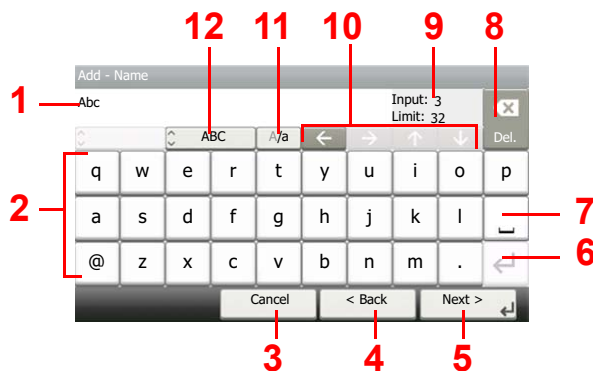 12 11 10 9 8
Add - Name
1 Abc Input: 3
Limit: 32
ABC A/a ← → ↑ ↓ Del.
q w e r t y u i o p
2 a s d f g h j k l 7
@ z x c v b n m . 6
Cancel < Back Next >
3 4 5